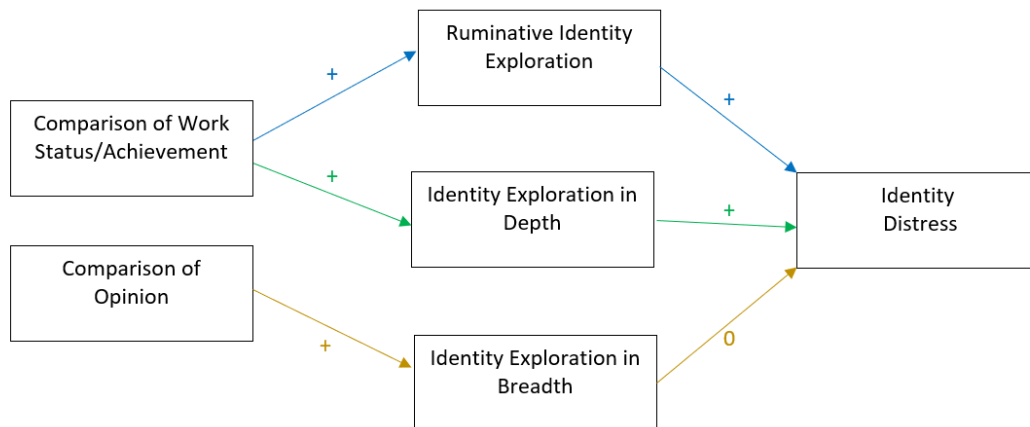 Ruminative Identity
Exploration
+
+
Comparison of Work
Status/Achievement
+
Identity Exploration in
Depth
+
Identity
Distress
Comparison of
Opinion
+
Identity Exploration in
Breadth
0